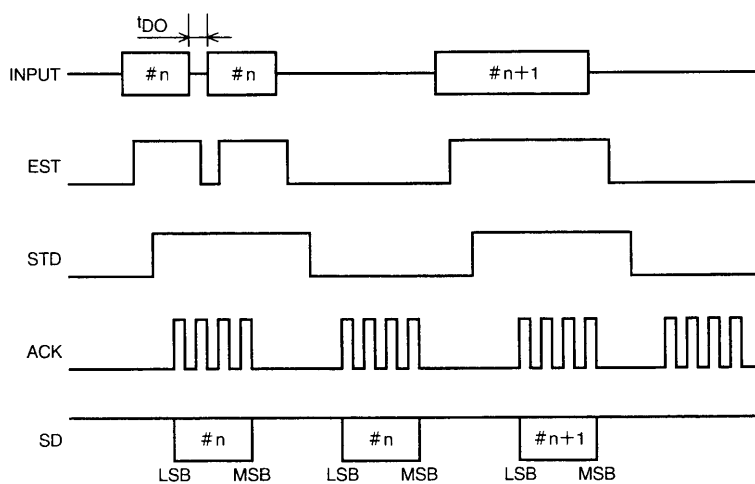 tDO
INPUT #n #n #n+1
EST
STD
ACK
SD #n #n #n+1
LSB MSB LSB MSB LSB MSB